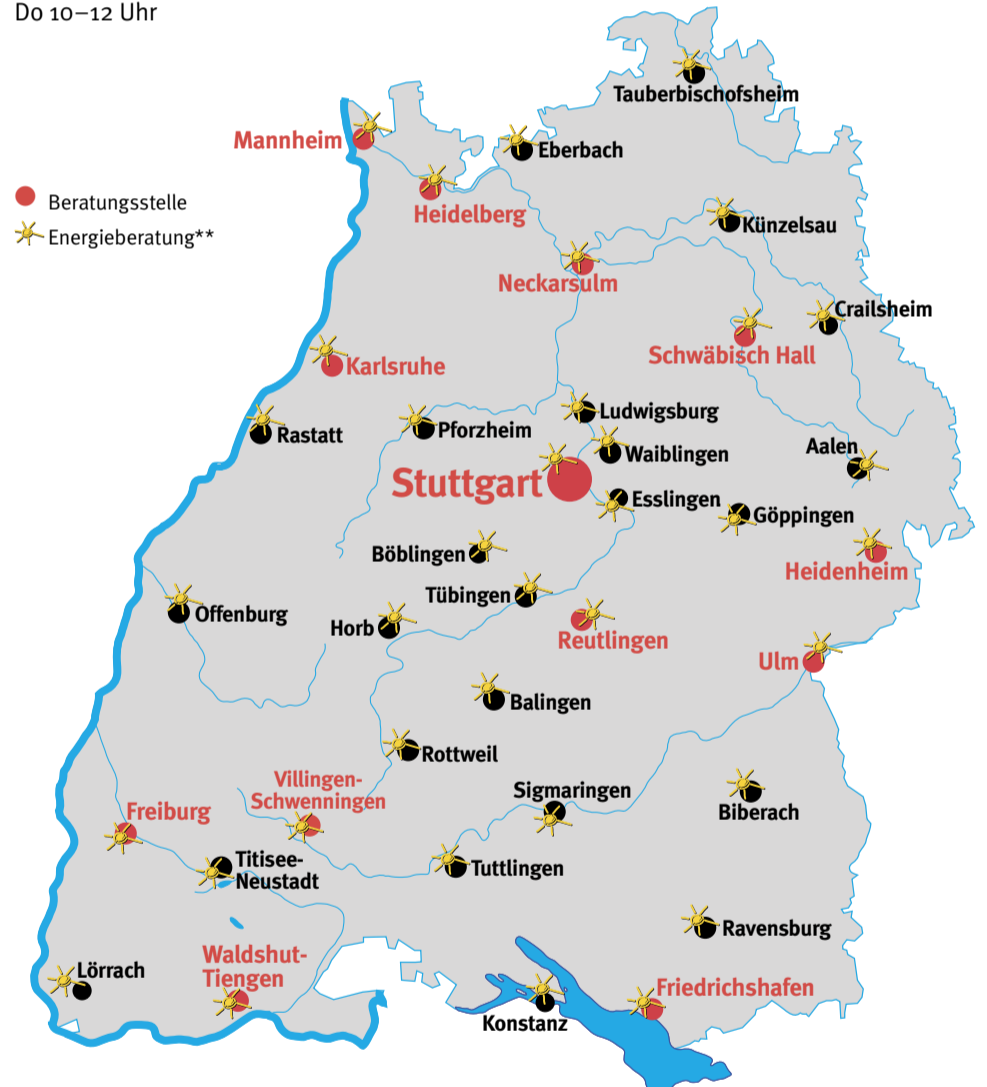 Do 10–12 Uhr
Tauberbischofsheim
Mannheim
Eberbach
Beratungsstelle
Heidelberg
Künzelsau
Energieberatung**
Neckarsulm
Crailsheim
Schwäbisch Hall
Karlsruhe
Ludwigsburg
Rastatt
Pforzheim
Waiblingen
Aalen
Stuttgart
Esslingen
Göppingen
Böblingen
Heidenheim
Tübingen
Offenburg
Horb
Reutlingen
Ulm
Balingen
Rottweil
Villingen-
Schwenningen
Sigmaringen
Biberach
Freiburg
Titisee-
Neustadt
Tuttlingen
Ravensburg
Waldshut-
Tiengen
Lörrach
Friedrichshafen
Konstanz